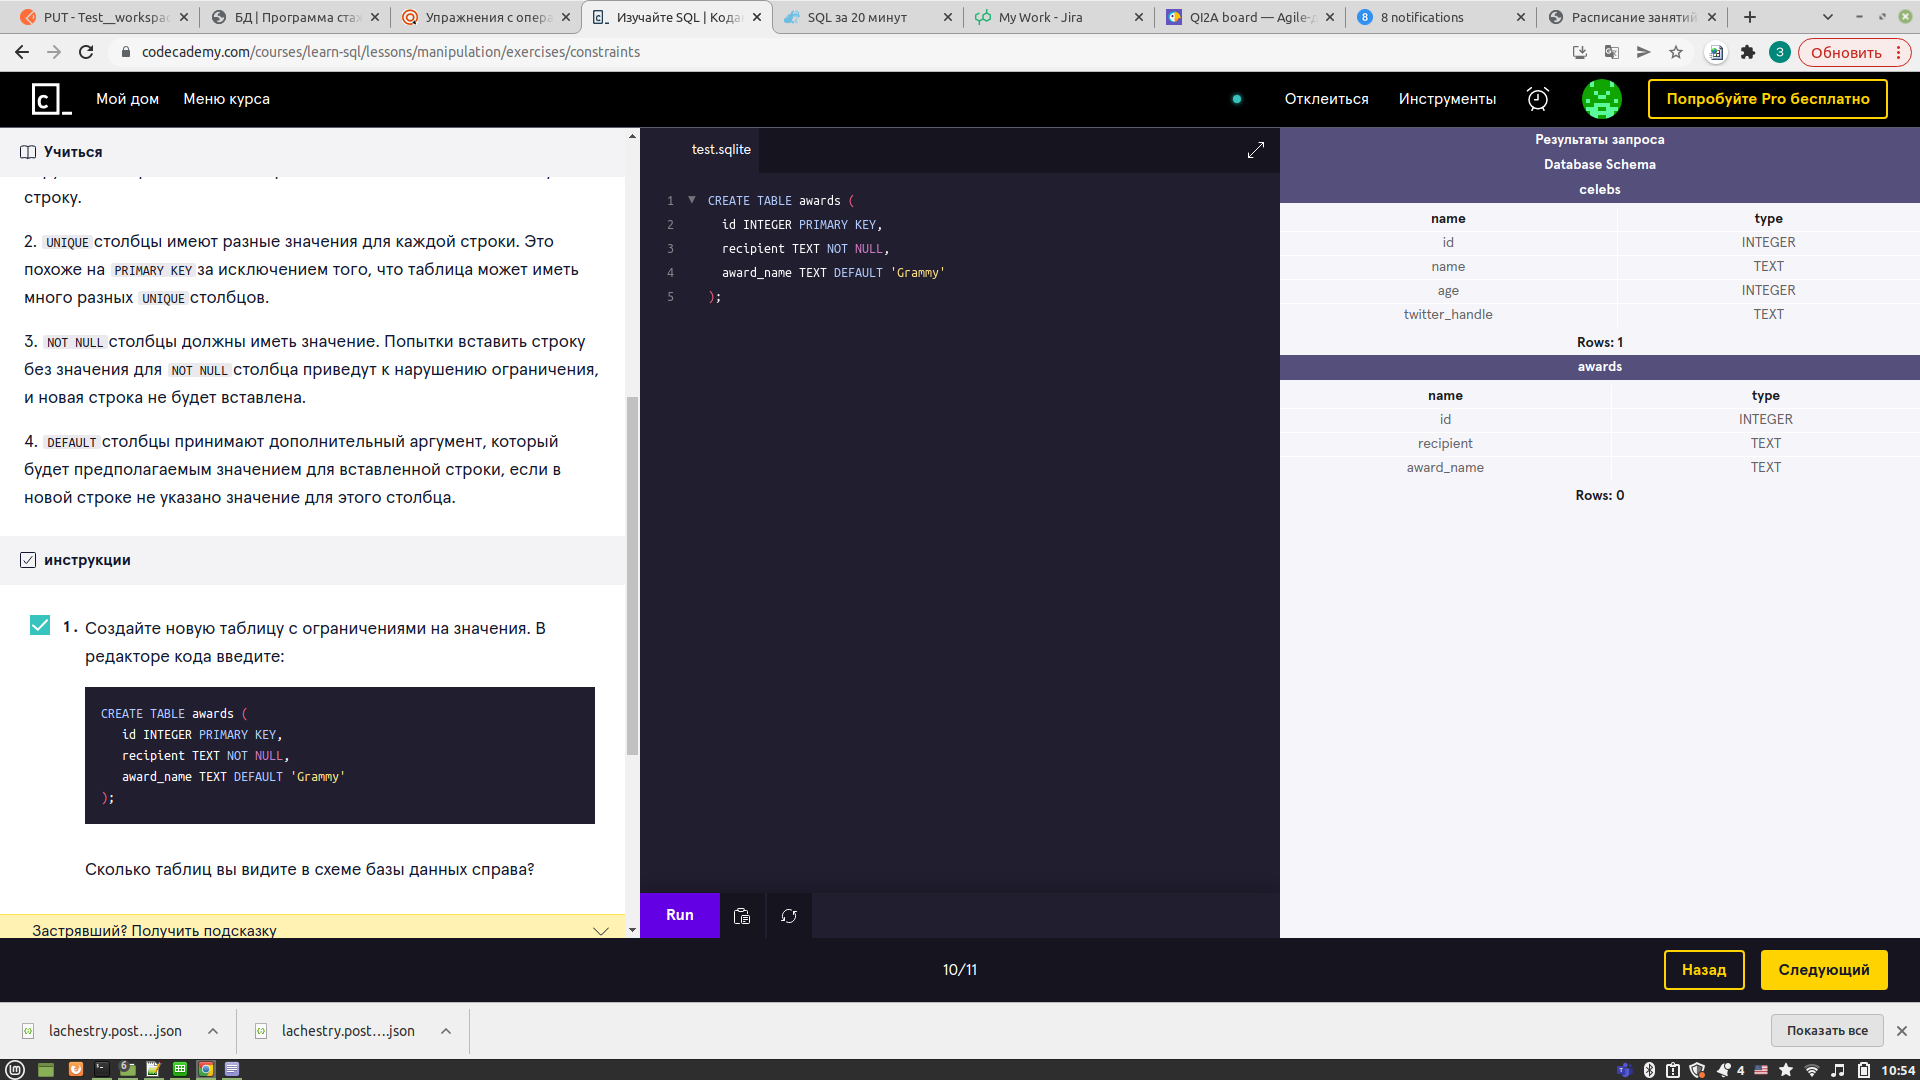 PUT - Test__workspac
БД | Программа стаж
Упражнения с опера
Изучайте SQL | Кода
SQL за 20 минут
My Work - Jira
QI2A board — Agile-д
8 notifications
Расписание занятий
codecademy.com/courses/learn-sql/lessons/manipulation/exercises/constraints
З
Обновить
Мой дом
Меню курса
Отклеиться
Инструменты
Попробуйте Pro бесплатно
Учиться
строку.
2. UNIQUE столбцы имеют разные значения для каждой строки. Это
похоже на PRIMARY KEY за исключением того, что таблица может иметь
много разных UNIQUE столбцов.
3. NOT NULL столбцы должны иметь значение. Попытки вставить строку
без значения для NOT NULL столбца приведут к нарушению ограничения,
и новая строка не будет вставлена.
4. DEFAULT столбцы принимают дополнительный аргумент, который
будет предполагаемым значением для вставленной строки, если в
новой строке не указано значение для этого столбца.
инструкции
1. Создайте новую таблицу с ограничениями на значения. В
редакторе кода введите:
CREATE TABLE awards (
id INTEGER PRIMARY KEY,
recipient TEXT NOT NULL,
award_name TEXT DEFAULT 'Grammy'
);
Сколько таблиц вы видите в схеме базы данных справа?
Застрявший? Получить подсказку
test.sqlite
1 CREATE TABLE awards (
2 id INTEGER PRIMARY KEY,
3 recipient TEXT NOT NULL,
4 award_name TEXT DEFAULT 'Grammy'
5 );
Run
Результаты запроса
Database Schema
celebs
name type
id INTEGER
name TEXT
age INTEGER
twitter_handle TEXT
Rows: 1
awards
name type
id INTEGER
recipient TEXT
award_name TEXT
Rows: 0
10/11
Назад
Следующий
lachestry.post....json
lachestry.post....json
Показать все
4
10:54